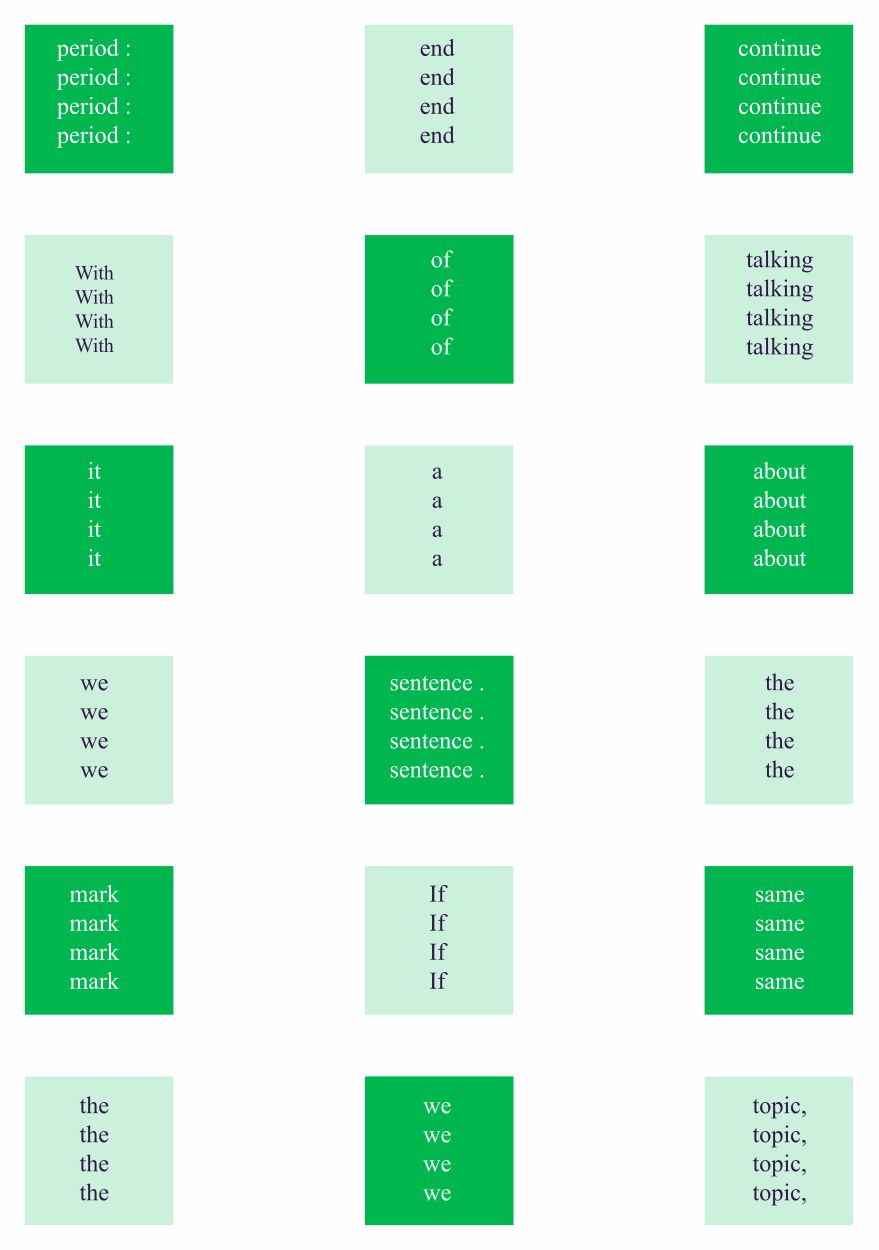 period :
period :
period :
period :
With
With
With
With
it
it
it
it
we
we
we
we
mark
mark
mark
mark
the
the
the
the
end
end
end
end
of
of
of
of
a
a
a
a
sentence .
sentence .
sentence .
sentence .
If
If
If
If
we
we
we
we
continue
continue
continue
continue
talking
talking
talking
talking
about
about
about
about
the
the
the
the
same
same
same
same
topic,
topic,
topic,
topic,